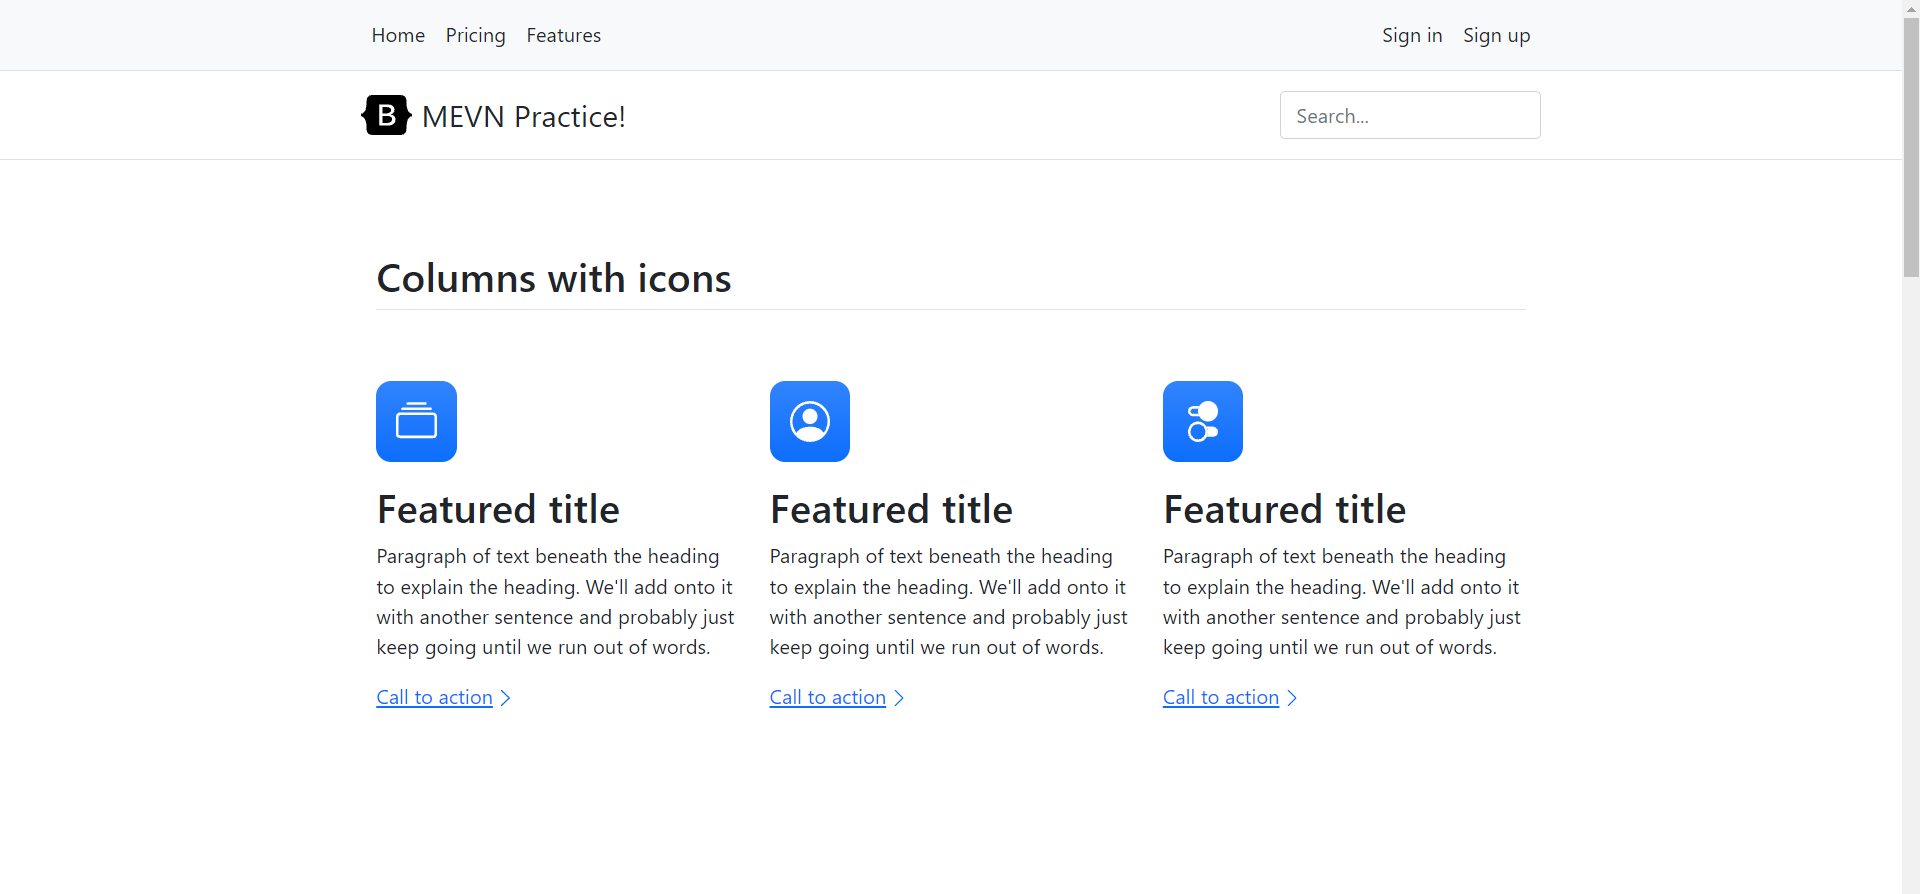 Home Pricing Features Sign in Sign up
B MEVN Practice! Search...
Columns with icons
Featured title
Paragraph of text beneath the heading
to explain the heading. We'll add onto it
with another sentence and probably just
keep going until we run out of words.
Call to action
Featured title
Paragraph of text beneath the heading
to explain the heading. We'll add onto it
with another sentence and probably just
keep going until we run out of words.
Call to action
Featured title
Paragraph of text beneath the heading
to explain the heading. We'll add onto it
with another sentence and probably just
keep going until we run out of words.
Call to action